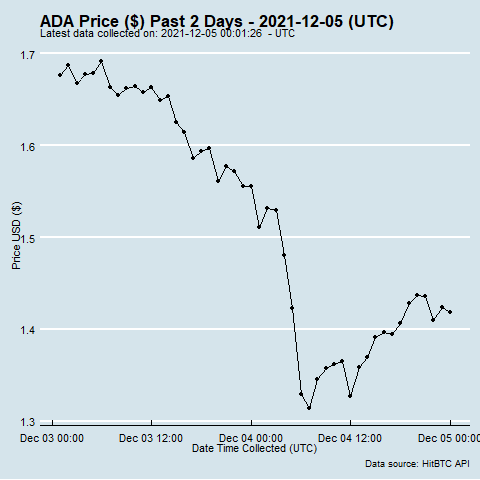 ADA Price ($) Past 2 Days - 2021-12-05 (UTC)
Latest data collected on: 2021-12-05 00:01:26  - UTC
1.7
1.6
1.5
1.4
1.3
Price USD ($)
Dec 03 00:00 Dec 03 12:00 Dec 04 00:00 Dec 04 12:00 Dec 05 00:00
Date Time Collected (UTC)
Data source: HitBTC API